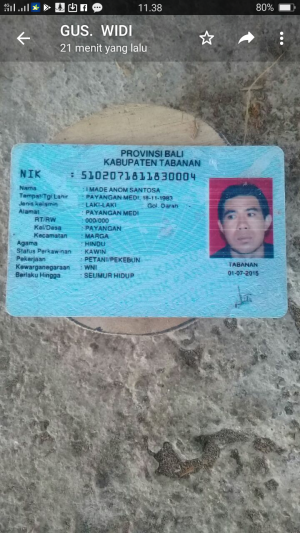 11.38
80%
GUS. WIDI
21 menit yang lalu
PROVINSI BALI
KABUPATEN TABANAN
NIK : 5102071811830004
Nama : I MADE ANOM SANTOSA
Tempat/Tgl Lahir : PAYANGAN MEDI, 18-11-1983
Jenis kelamin : LAKI-LAKI Gol. Darah
Alamat : PAYANGAN MEDI
RT/RW : 000/000
Kel/Desa : PAYANGAN
Kecamatan : MARGA
Agama : HINDU
Status Perkawinan : KAWIN
Pekerjaan : PETANI/PEKEBUN
Kewarganegaraan : WNI
Berlaku Hingga : SEUMUR HIDUP
TABANAN
01-07-2015